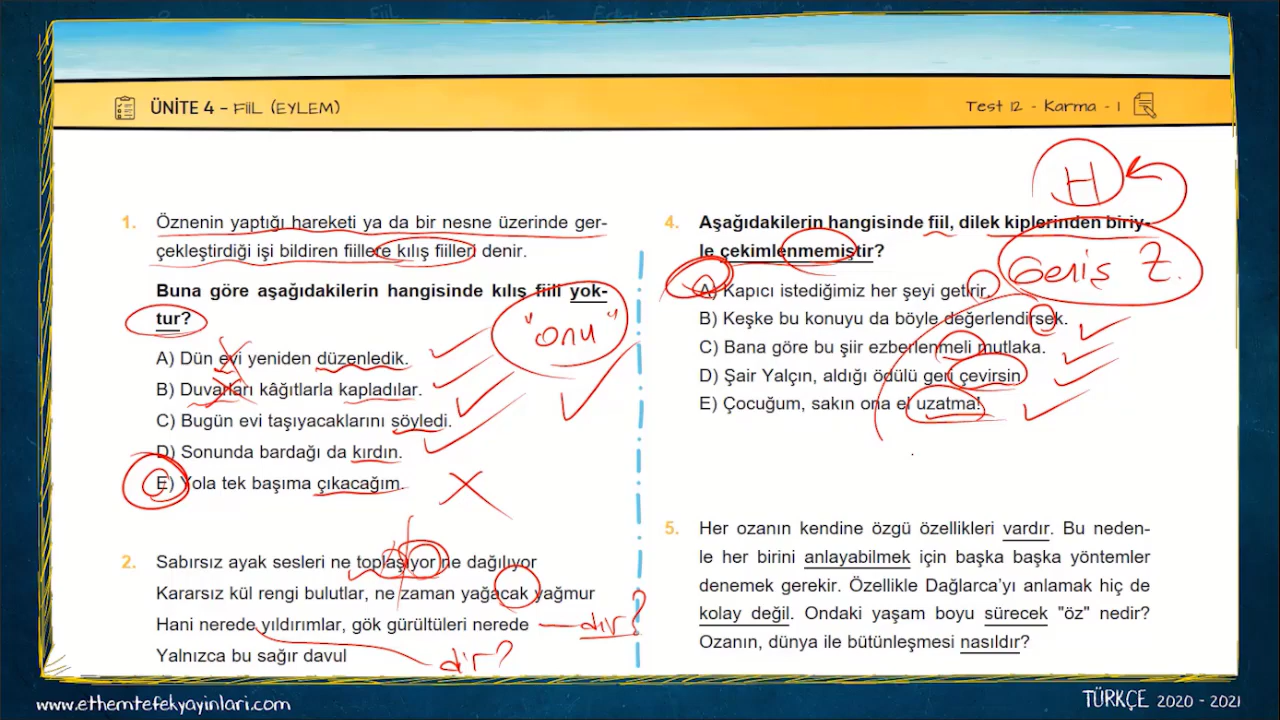 ÜNİTE 4 - FİİL (EYLEM)
Test 12 - Karma - 1
1. Öznenin yaptığı hareketi ya da bir nesne üzerinde ger-
çekleştirdiği işi bildiren fiillere kılış fiilleri denir.
Buna göre aşağıdakilerin hangisinde kılış fiili yok-
tur?
"onu"
A) Dün evi yeniden düzenledik.
B) Duvarları kâğıtlarla kapladılar.
C) Bugün evi taşıyacaklarını söyledi.
D) Sonunda bardağı da kırdın.
E) Yola tek başıma çıkacağım.
2. Sabırsız ayak sesleri ne toplaşıyor ne dağılıyor
Kararsız kül rengi bulutlar, ne zaman yağacak yağmur
Hani nerede yıldırımlar, gök gürültüleri nerede dır?
Yalnızca bu sağır davul dir?
H
4. Aşağıdakilerin hangisinde fiil, dilek kiplerinden biriy-
le çekimlenmemiştir?
Geniş Z.
A) Kapıcı istediğimiz her şeyi getirir.
B) Keşke bu konuyu da böyle değerlendirsek.
C) Bana göre bu şiir ezberlenmeli mutlaka.
D) Şair Yalçın, aldığı ödülü geri çevirsin
E) Çocuğum, sakın ona el uzatma!
5. Her ozanın kendine özgü özellikleri vardır. Bu neden-
le her birini anlayabilmek için başka başka yöntemler
denemek gerekir. Özellikle Dağlarca'yı anlamak hiç de
kolay değil. Ondaki yaşam boyu sürecek "öz" nedir?
Ozanın, dünya ile bütünleşmesi nasıldır?
www.ethemtefekyayinlari.com
TÜRKÇE 2020 - 2021